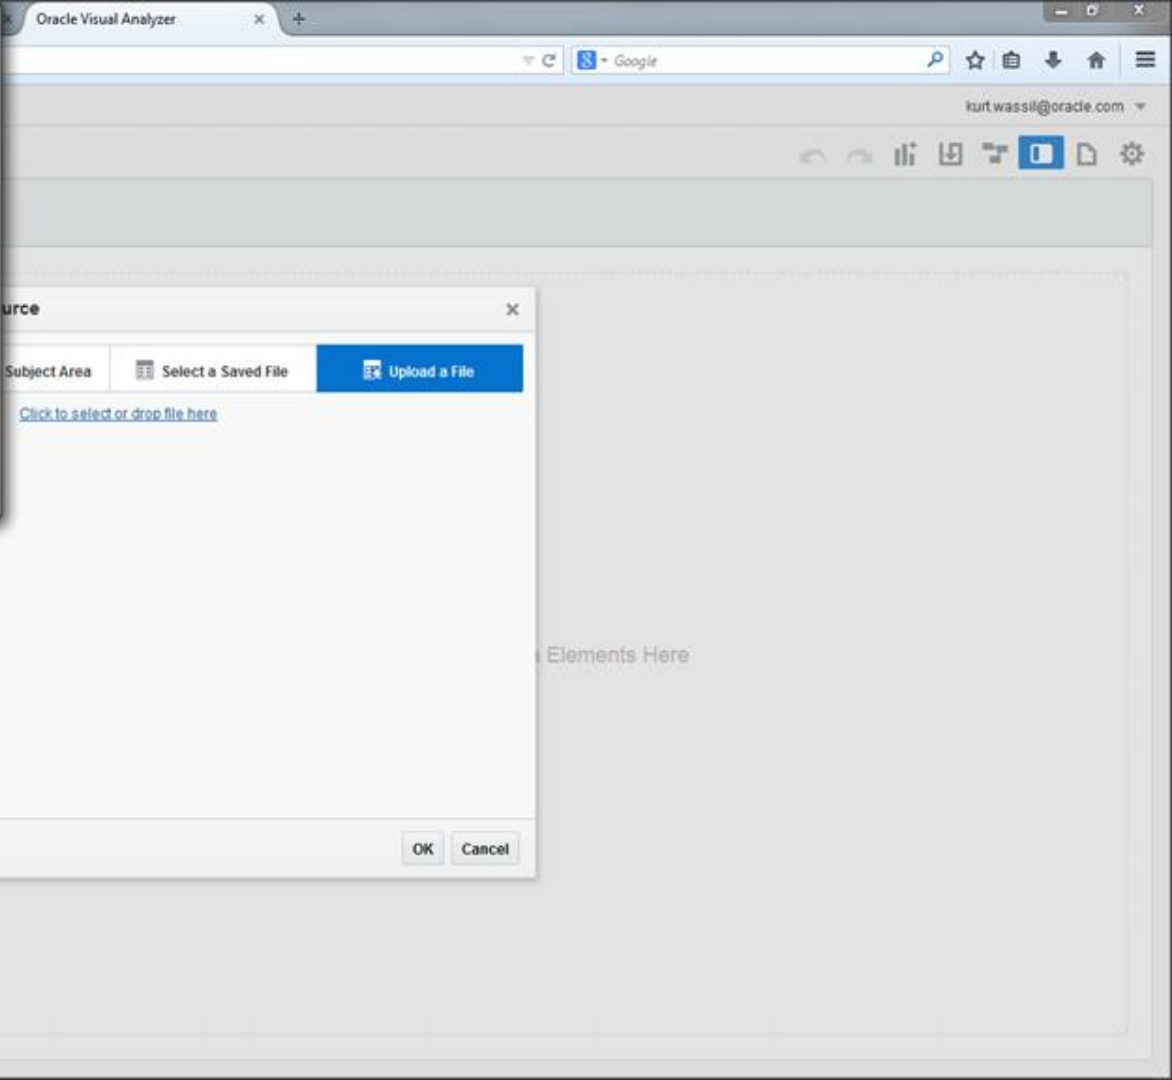 Oracle Visual Analyzer
Google
kurt.wassil@oracle.com
urce
Subject Area
Select a Saved File
Upload a File
Click to select or drop file here
Elements Here
OK
Cancel